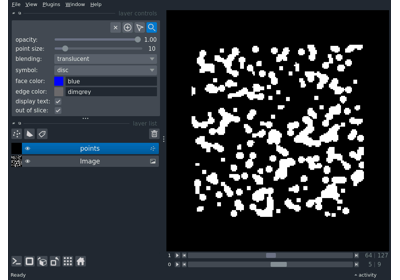 File View Plugins Window Help
layer controls
opacity: 1.00
point size: 10
blending: translucent
symbol: disc
face color: blue
edge color: dimgrey
display text:
out of slice:
layer list
points
Image
1 64 127
0 5 9
Ready activity